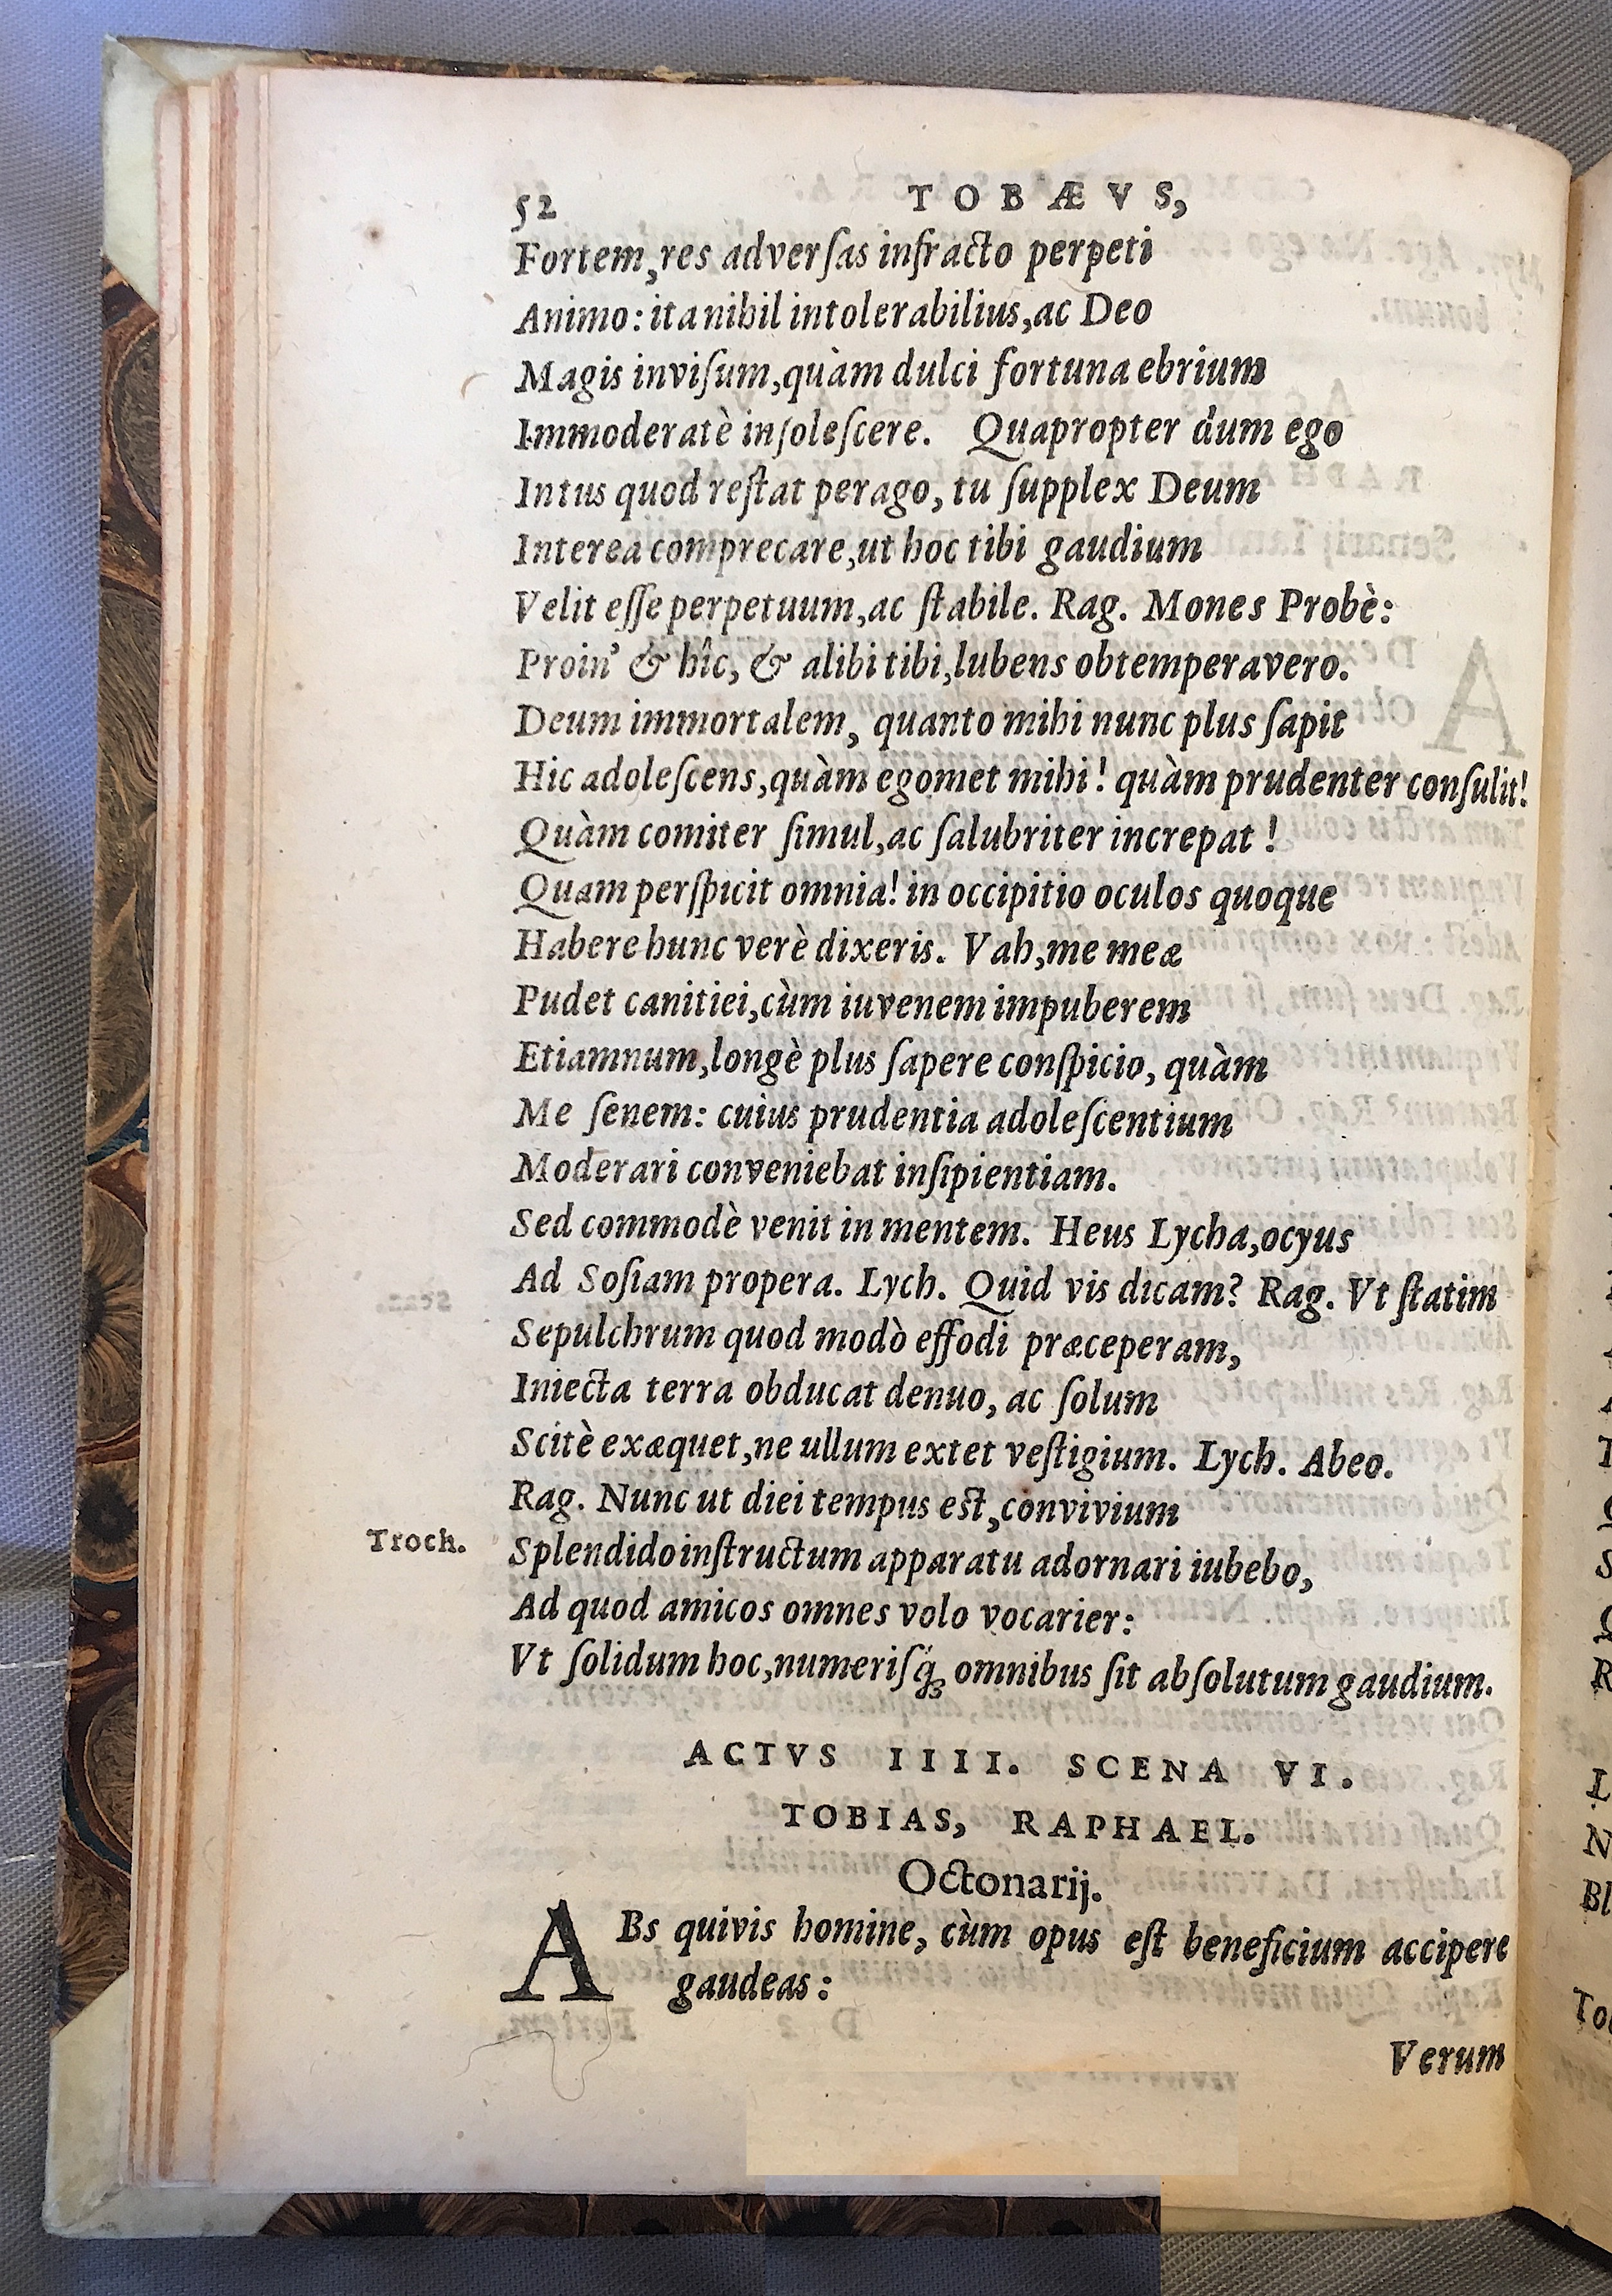 52 TOBÆVS,
Fortem, res adverſas infracto perpeti
Animo: ita nihil intolerabilius, ac Deo
Magis inviſum, quàm dulci fortuna ebrium
Immoderatè inſoleſcere. Quapropter dum ego
Intus quod reſtat perago, tu ſupplex Deum
Interea comprecare, ut hoc tibi gaudium
Velit eſſe perpetuum, ac ſtabile. Rag. Mones Probè:
Proin' & hîc, & alibi tibi, lubens obtemperavero.
Deum immortalem, quanto mihi nunc plus ſapit
Hic adoleſcens, quàm egomet mihi! quàm prudenter conſulit!
Quàm comiter ſimul, ac ſalubriter increpat!
Quam perſpicit omnia! in occipitio oculos quoque
Habere hunc verè dixeris. Vah, me meæ
Pudet canitiei, cùm iuvenem impuberem
Etiamnum, longè plus ſapere conſpicio, quàm
Me ſenem: cuius prudentia adoleſcentium
Moderari conveniebat inſipientiam.
Sed commodè venit in mentem. Heus Lycha, ocyus
Ad Soſiam propera. Lych. Quid vis dicam? Rag. Vt ſtatim
Sepulchrum quod modò effodi præceperam,
Iniecta terra obducat denuo, ac ſolum
Scitè exæquet, ne ullum extet veſtigium. Lych. Abeo.
Rag. Nunc ut diei tempus est, convivium
Troch. Splendido inſtructum apparatu adornari iubebo,
Ad quod amicos omnes volo vocarier:
Vt ſolidum hoc, numeriſq́; omnibus ſit abſolutum gaudium.
ACTVS IIII. SCENA VI.
TOBIAS, RAPHAEL.
Octonarij.
ABs quivis homine, cùm opus eſt beneficium accipere
gaudeas:
Verum